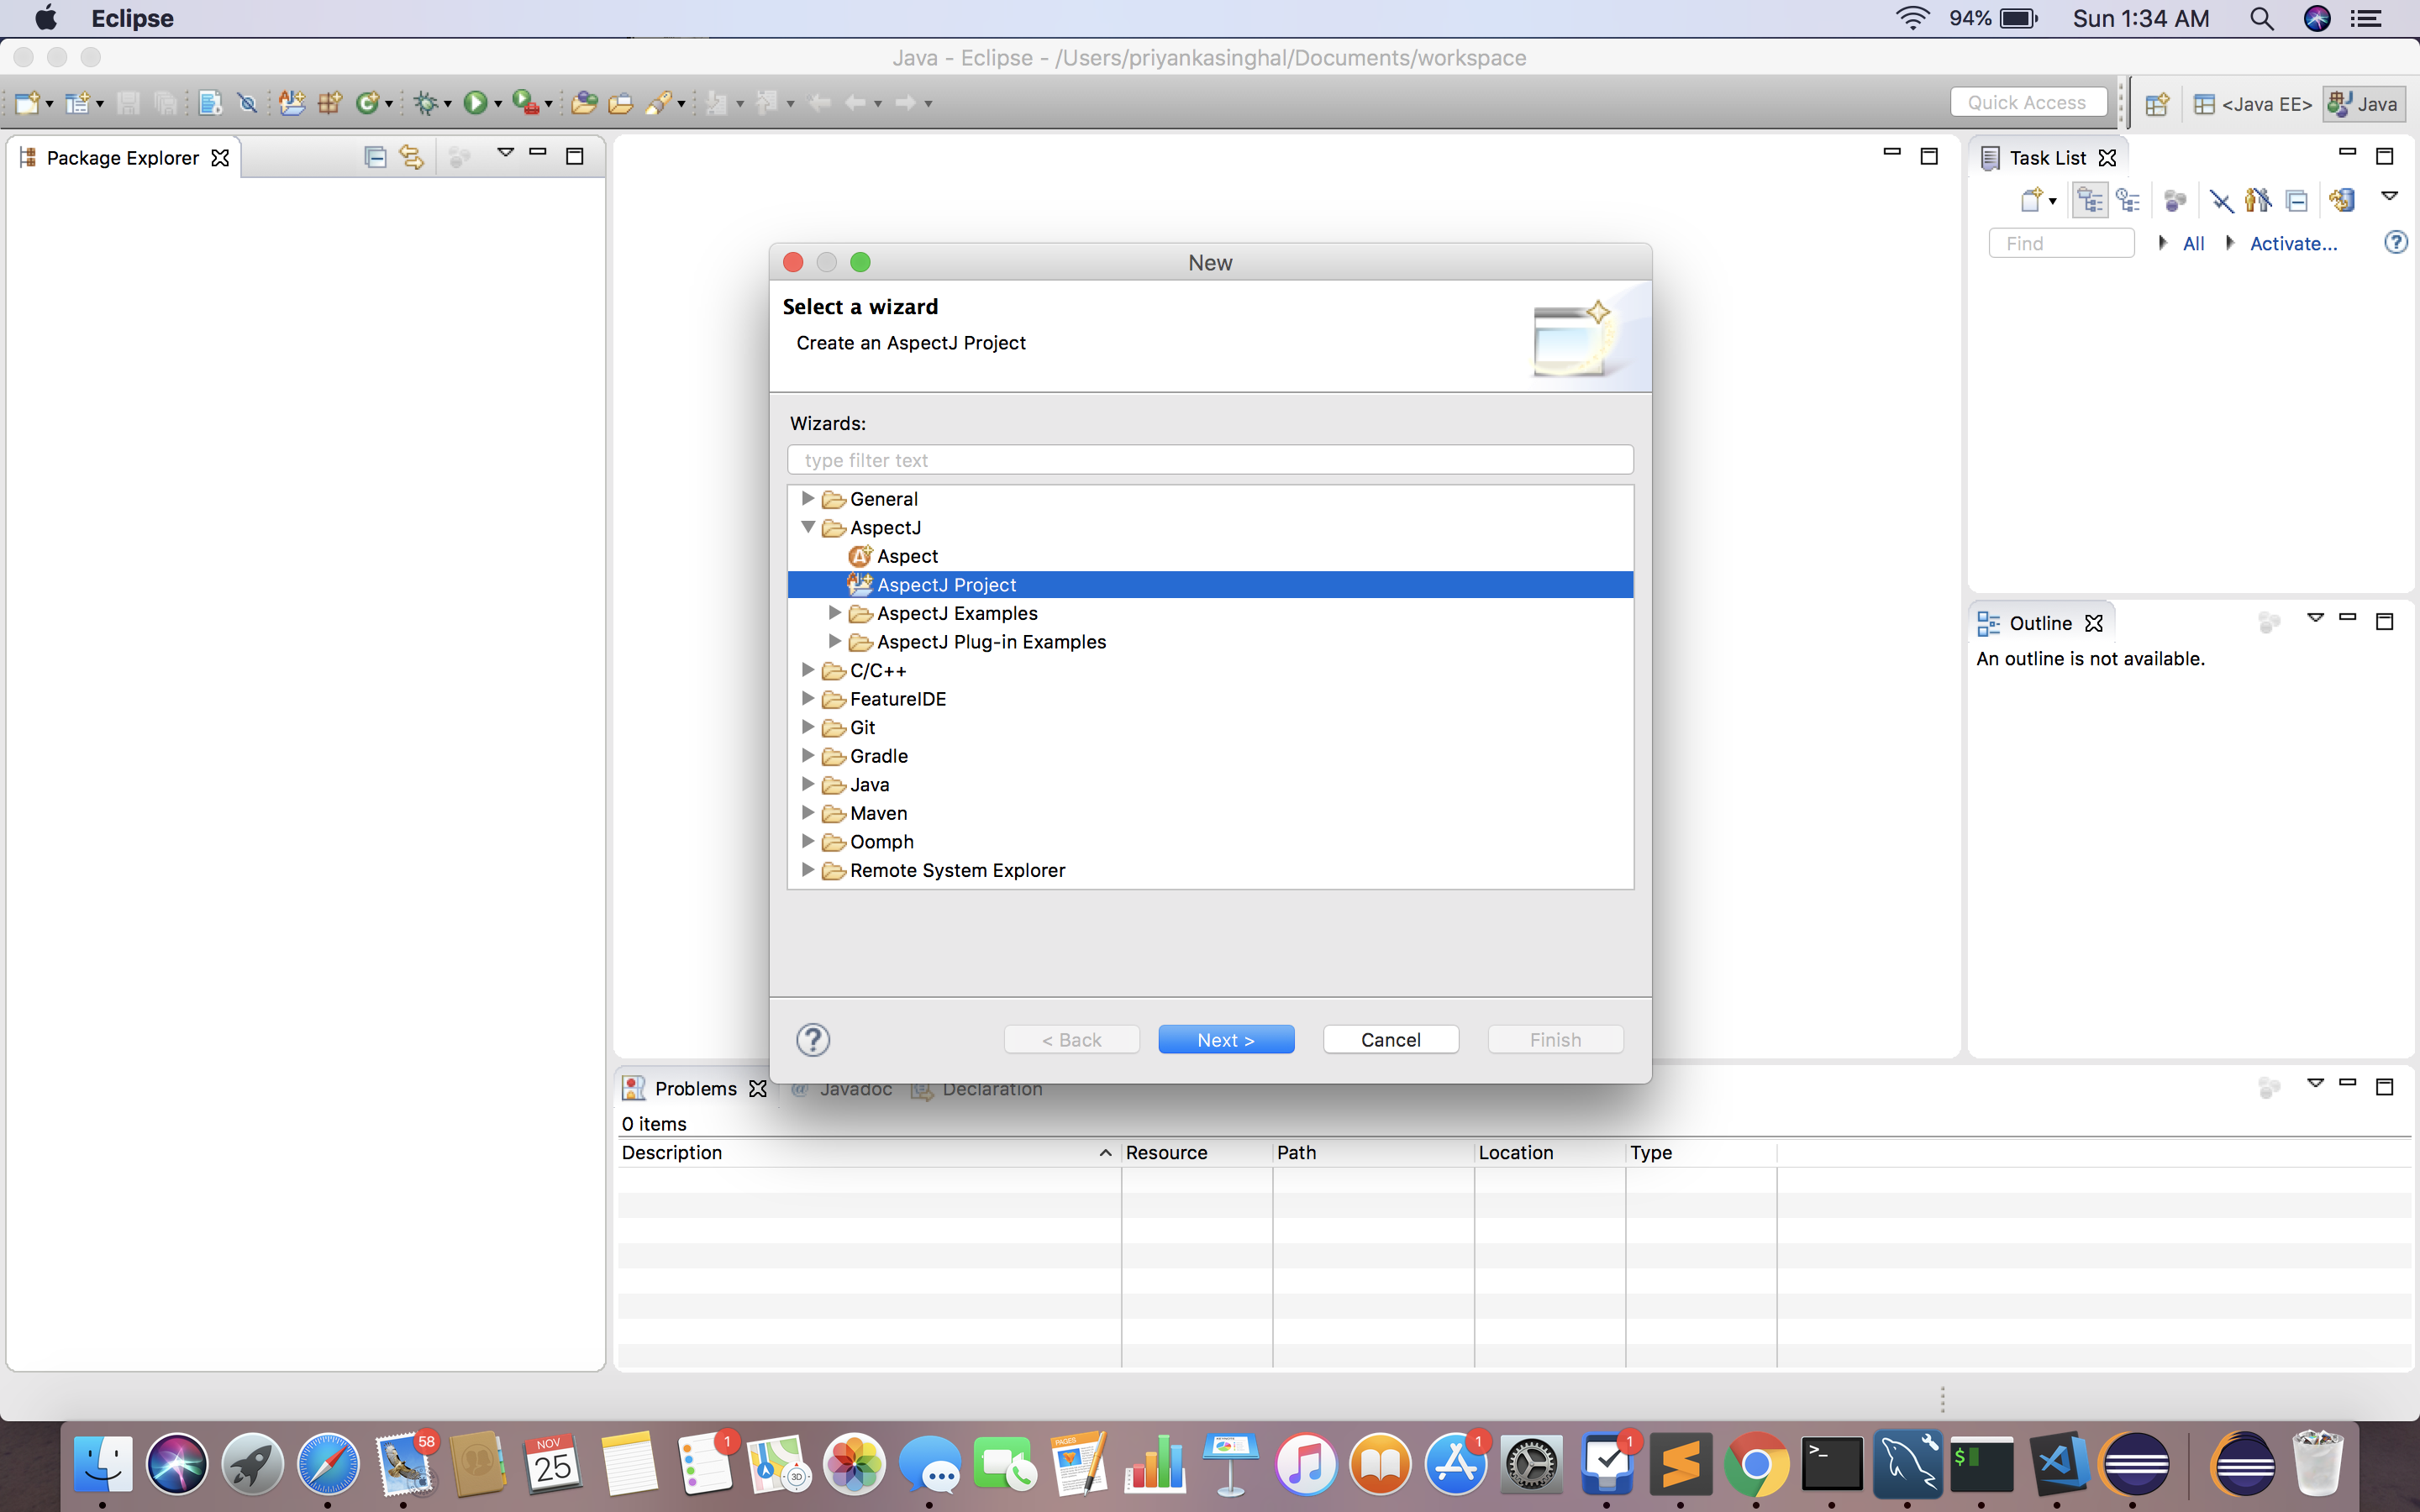 Eclipse 94% Sun 1:34 AM
Java - Eclipse - /Users/priyankasinghal/Documents/workspace
Quick Access <Java EE> Java
Package Explorer
Task List
Find All Activate...
New
Select a wizard
Create an AspectJ Project
Wizards:
type filter text
General
AspectJ
Aspect
AspectJ Project
AspectJ Examples
AspectJ Plug-in Examples
C/C++
FeatureIDE
Git
Gradle
Java
Maven
Oomph
Remote System Explorer
? < Back Next > Cancel Finish
Outline
An outline is not available.
Problems @ Javadoc Declaration
0 items
Description Resource Path Location Type
58 NOV 25 1 3D PAGES 1 1 >_ $